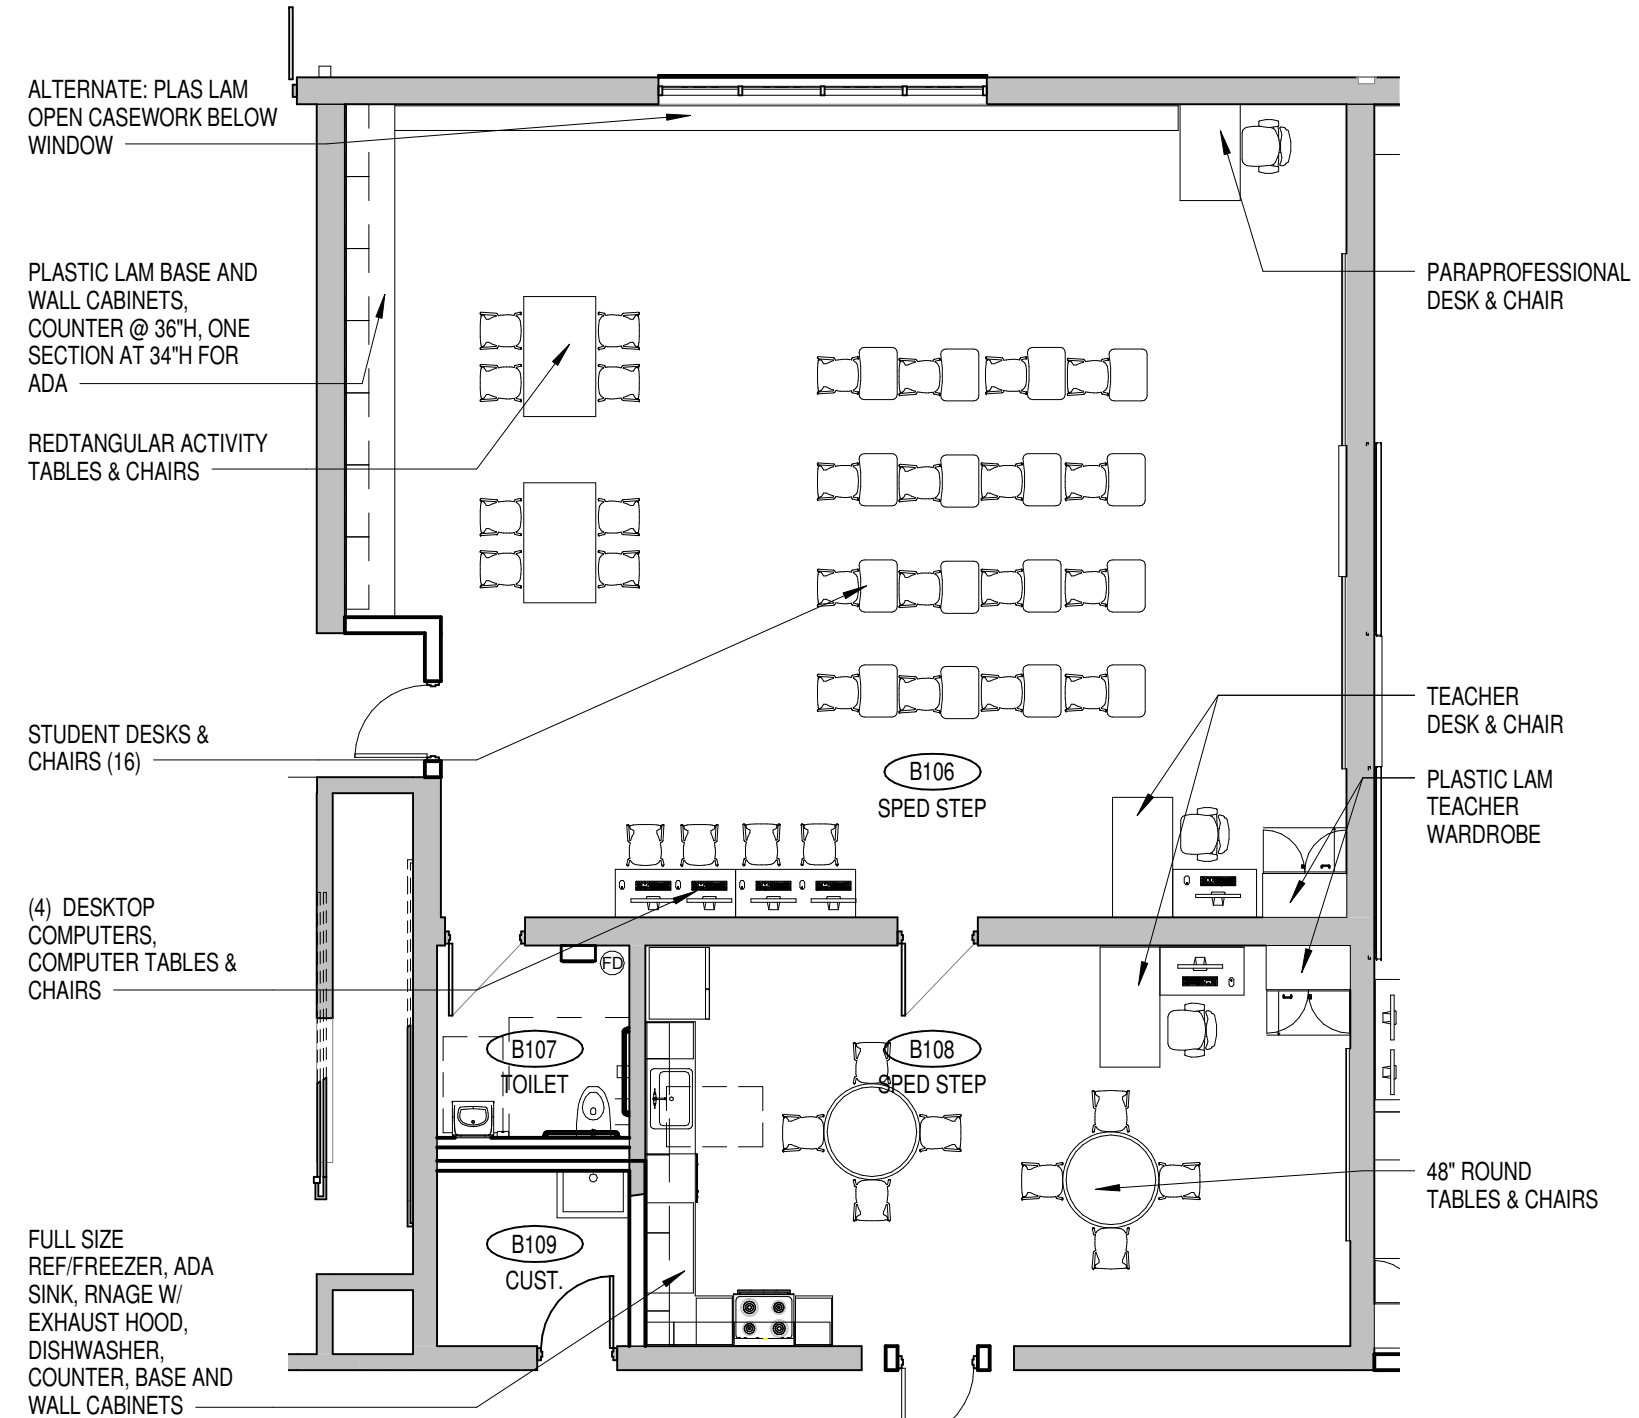 ALTERNATE: PLAS LAM
OPEN CASEWORK BELOW
WINDOW
PLASTIC LAM BASE AND
WALL CABINETS,
COUNTER @ 36"H, ONE
SECTION AT 34"H FOR
ADA
REDTANGULAR ACTIVITY
TABLES & CHAIRS
STUDENT DESKS &
CHAIRS (16)
(4) DESKTOP
COMPUTERS,
COMPUTER TABLES &
CHAIRS
FULL SIZE
REF/FREEZER, ADA
SINK, RNAGE W/
EXHAUST HOOD,
DISHWASHER,
COUNTER, BASE AND
WALL CABINETS
B106
SPED STEP
FD
B107
TOILET
B108
SPED STEP
B109
CUST.
PARAPROFESSIONAL
DESK & CHAIR
TEACHER
DESK & CHAIR
PLASTIC LAM
TEACHER
WARDROBE
48" ROUND
TABLES & CHAIRS